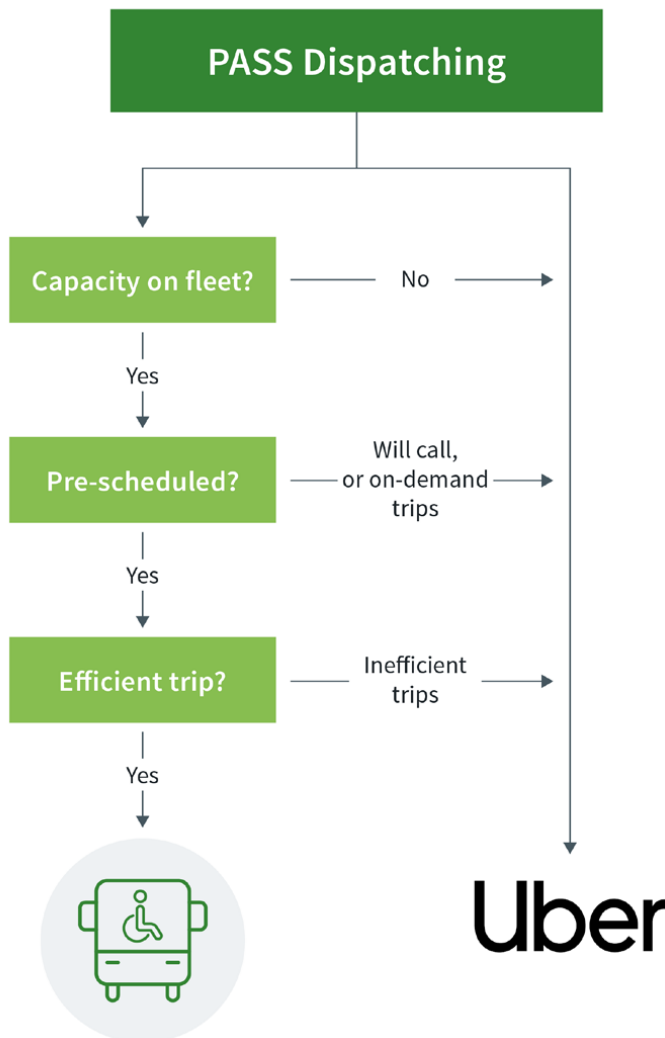 PASS Dispatching
Capacity on fleet?
No
Yes
Pre-scheduled?
Will call,
or on-demand
trips
Yes
Efficient trip?
Inefficient
trips
Yes
Uber